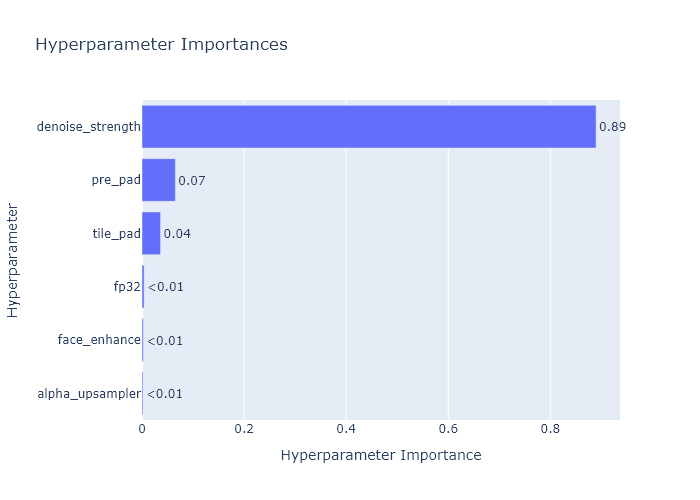 Hyperparameter Importances
Hyperparameter
denoise_strength 0.89
pre_pad 0.07
tile_pad 0.04
fp32 <0.01
face_enhance <0.01
alpha_upsampler <0.01
0 0.2 0.4 0.6 0.8
Hyperparameter Importance